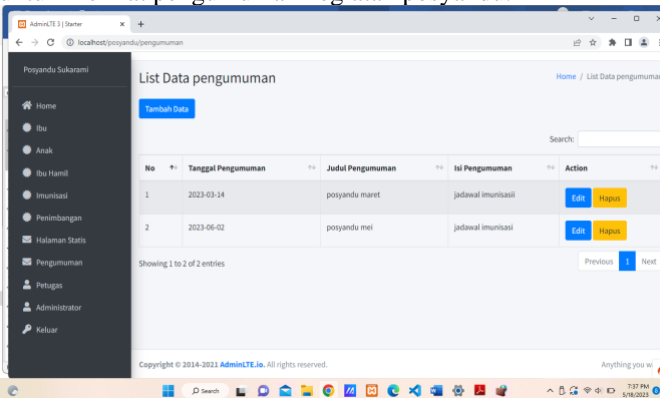 AdminLTE 3 | Starter
localhost/posyandu/pengumuman
Posyandu Sukarami
Home
Ibu
Anak
Ibu Hamil
Imunisasi
Penimbangan
Halaman Statis
Pengumuman
Petugas
Administrator
Keluar
List Data pengumuman
Home / List Data pengumuman
Tambah Data
Search:
No Tanggal Pengumuman Judul Pengumuman Isi Pengumuman Action
1 2023-03-14 posyandu maret jadawal imunisasii Edit Hapus
2 2023-06-02 posyandu mei jadawal imunisasi Edit Hapus
Showing 1 to 2 of 2 entries
Previous 1 Next
Copyright © 2014-2021 AdminLTE.io. All rights reserved.
Anything you
Search
7:37 PM
5/18/2023